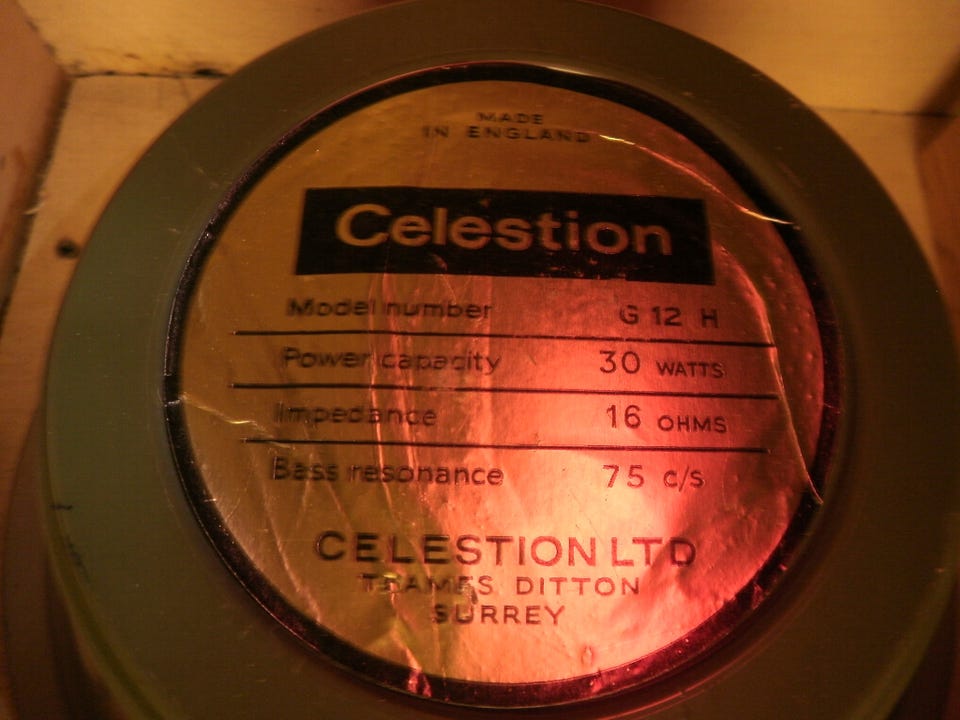 MADE
IN ENGLAND
Celestion
Model number G 12 H
Power capacity 30 WATTS
Impedance 16 OHMS
Bass resonance 75 c/s
CELESTION LTD
THAMES DITTON
SURREY